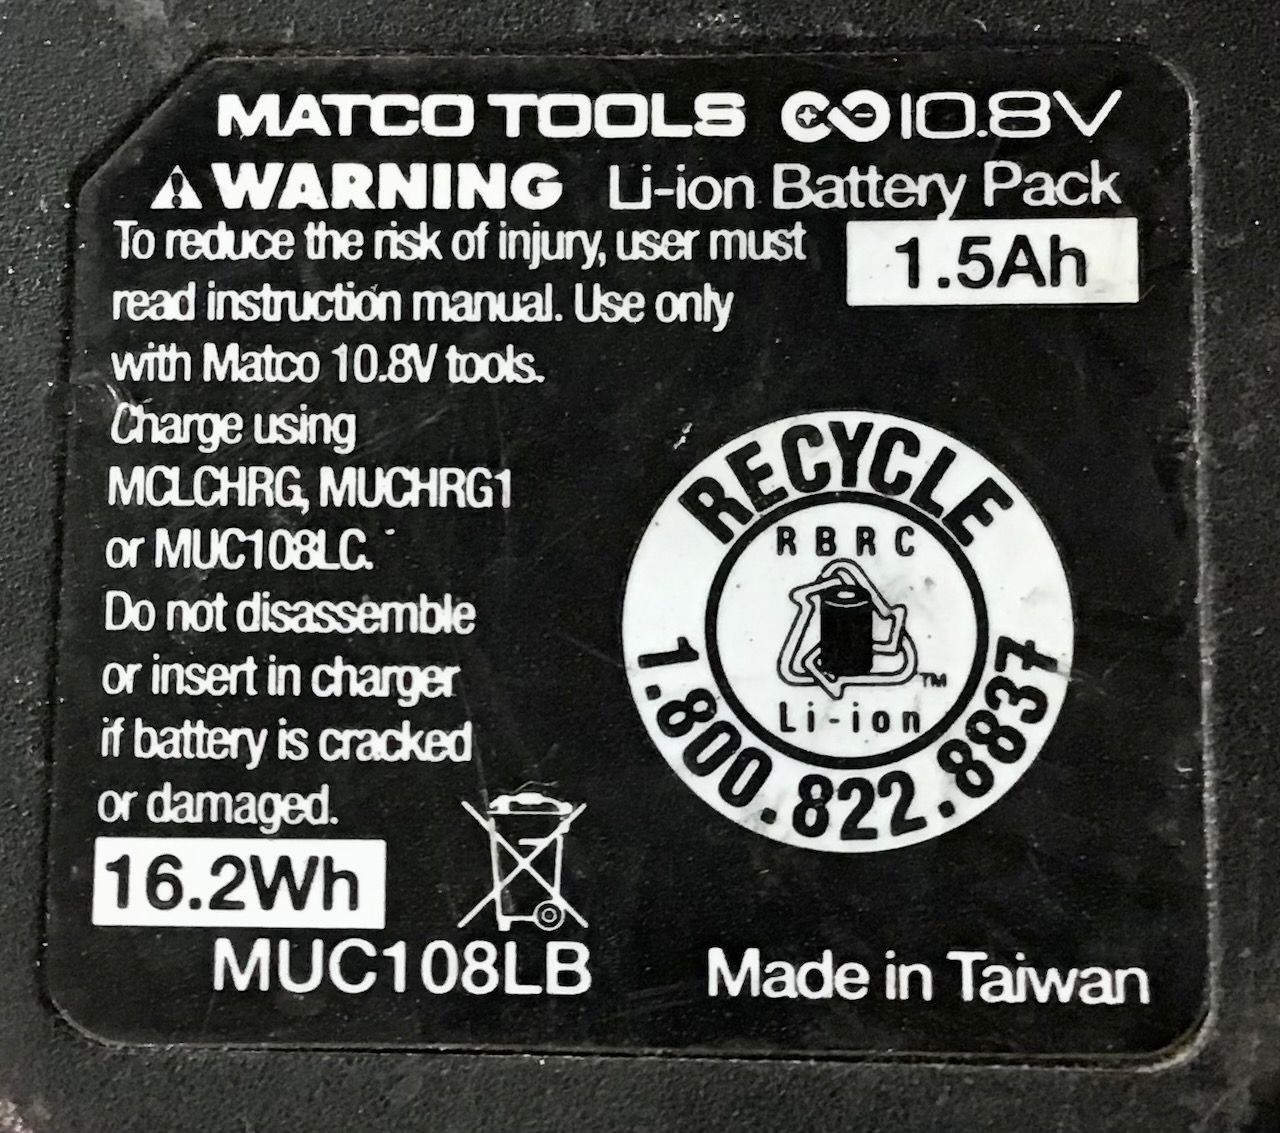 MATCO TOOLS 10.8V
WARNING Li-ion Battery Pack
To reduce the risk of injury, user must
1.5Ah
read instruction manual. Use only
with Matco 10.8V tools.
Charge using
MCLCHRG, MUCHRG1
or MUC108LC.
Do not disassemble
or insert in charger
if battery is cracked
or damaged.
RECYCLE
RBRC
TM
Li-ion
1.800.822.8837
16.2Wh
MUC108LB
Made in Taiwan